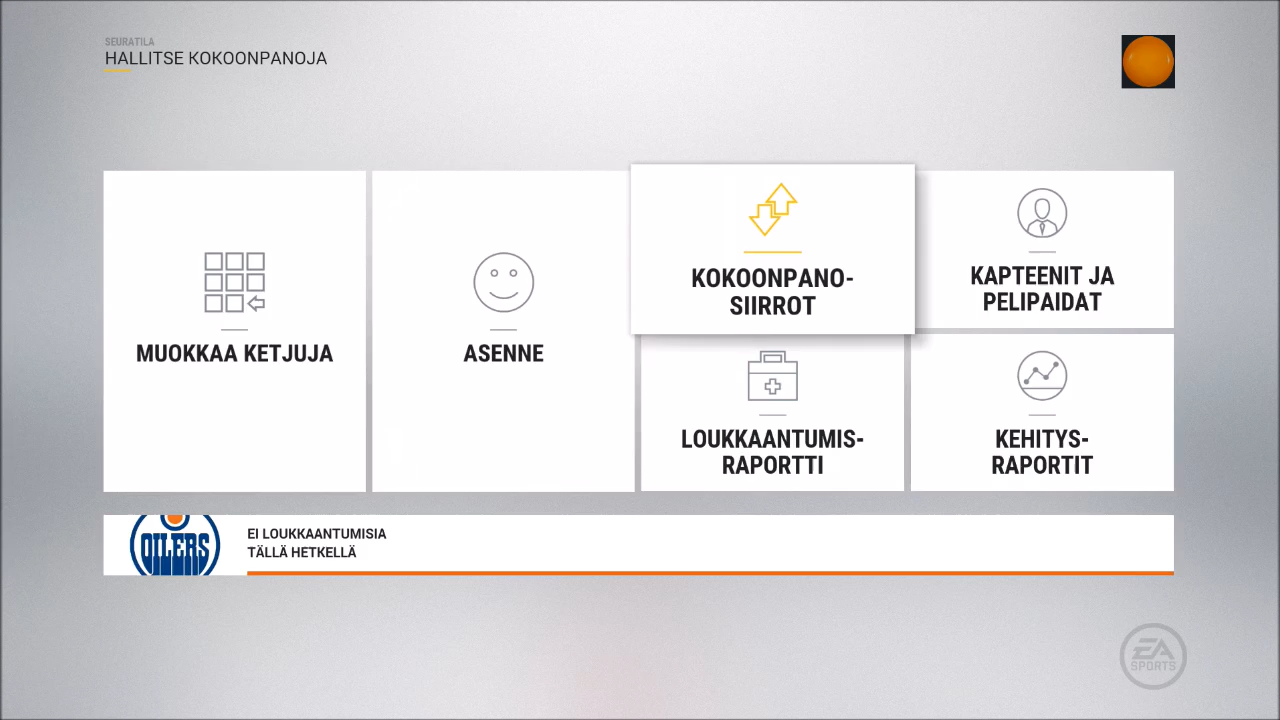 SEURATILA
HALLITSE KOKOONPANOJA
MUOKKAA KETJUJA
ASENNE
KOKOONPANO-
SIIRROT
KAPTEENIT JA
PELIPAIDAT
LOUKKAANTUMIS-
RAPORTTI
KEHITYS-
RAPORTIT
OILERS
EI LOUKKAANTUMISIA
TÄLLÄ HETKELLÄ
EA
SPORTS